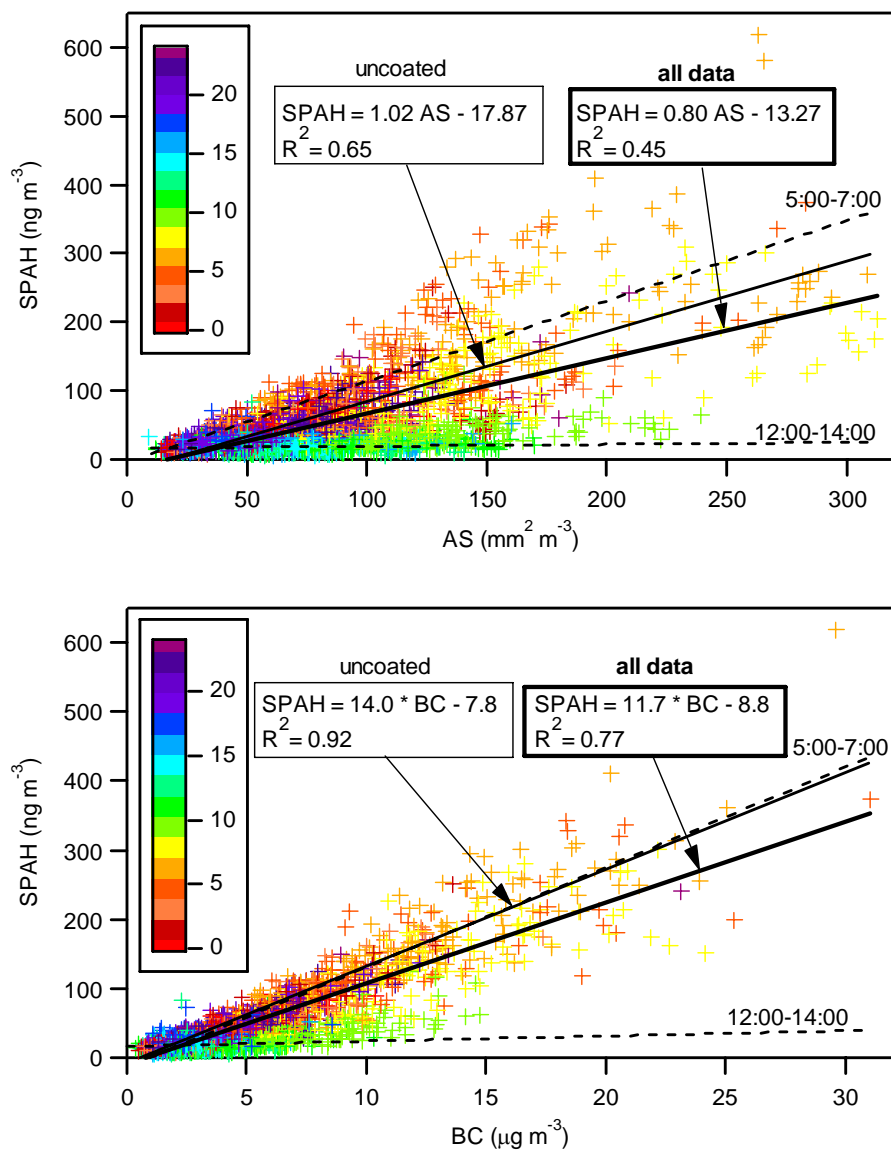 600
500
400
300
200
100
0
SPAH (ng m⁻³)
20
15
10
5
0
uncoated
SPAH = 1.02 AS - 17.87
R² = 0.65
all data
SPAH = 0.80 AS - 13.27
R² = 0.45
5:00-7:00
12:00-14:00
0 50 100 150 200 250 300
AS (mm² m⁻³)
600
500
400
300
200
100
0
SPAH (ng m⁻³)
20
15
10
5
0
uncoated
SPAH = 14.0 * BC - 7.8
R² = 0.92
all data
SPAH = 11.7 * BC - 8.8
R² = 0.77
5:00-7:00
12:00-14:00
0 5 10 15 20 25 30
BC (μg m⁻³)